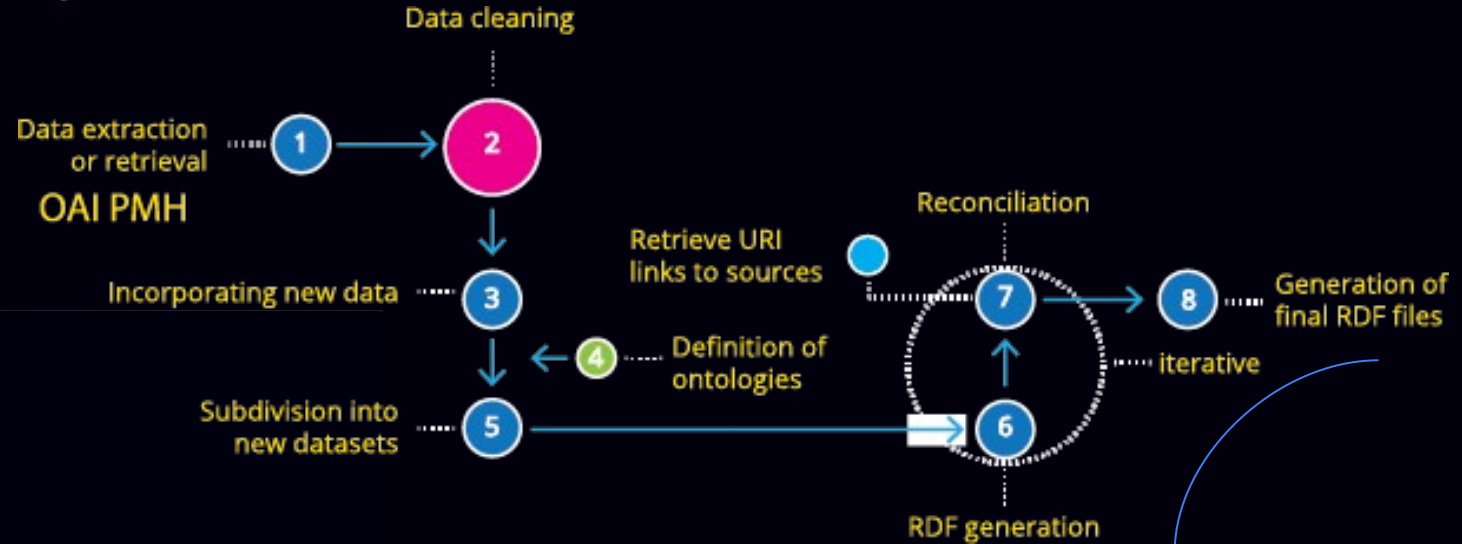 Data cleaning
Data extraction
or retrieval
1
2
OAI PMH
Incorporating new data
3
4
Definition of
ontologies
Subdivision into
new datasets
5
Retrieve URI
links to sources
Reconciliation
7
8
Generation of
final RDF files
iterative
6
RDF generation